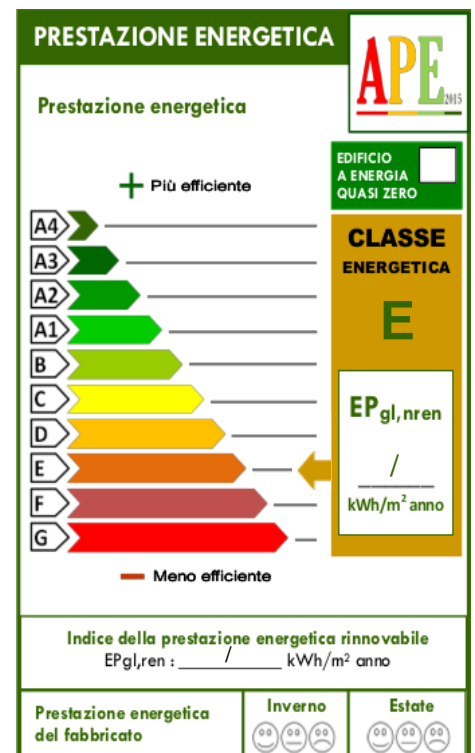 PRESTAZIONE ENERGETICA
APE 2015
Prestazione energetica
EDIFICIO
A ENERGIA
QUASI ZERO
+ Più efficiente
CLASSE
ENERGETICA
E
A4
A3
A2
A1
B
C
D
E
F
G
EPgl,nren
/
kWh/m² anno
— Meno efficiente
Indice della prestazione energetica rinnovabile
EPgl,ren : ______/______ kWh/m² anno
Prestazione energetica
del fabbricato
Inverno
Estate